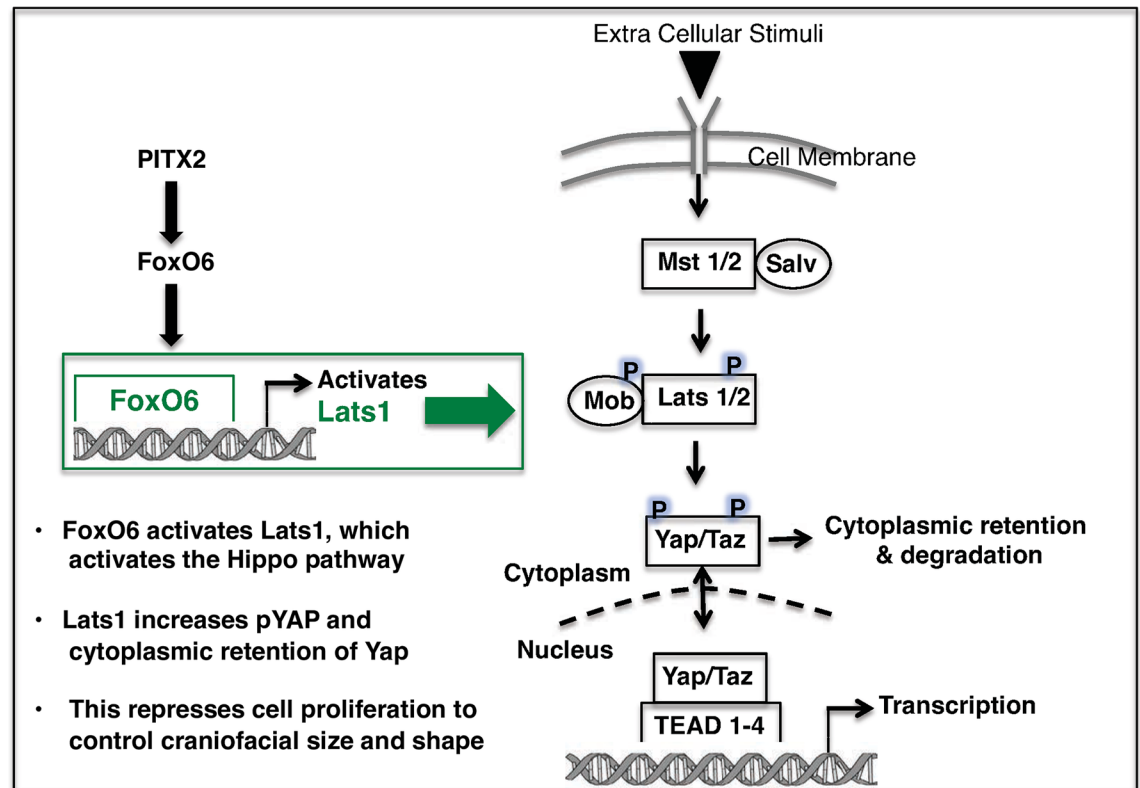 Extra Cellular Stimuli
Cell Membrane
PITX2
FoxO6
FoxO6
Activates
Lats1
Mst 1/2
Salv
P
P
Mob
Lats 1/2
P
P
Yap/Taz
Cytoplasmic retention
& degradation
Cytoplasm
Nucleus
Yap/Taz
TEAD 1-4
Transcription
• FoxO6 activates Lats1, which
activates the Hippo pathway
• Lats1 increases pYAP and
cytoplasmic retention of Yap
• This represses cell proliferation to
control craniofacial size and shape